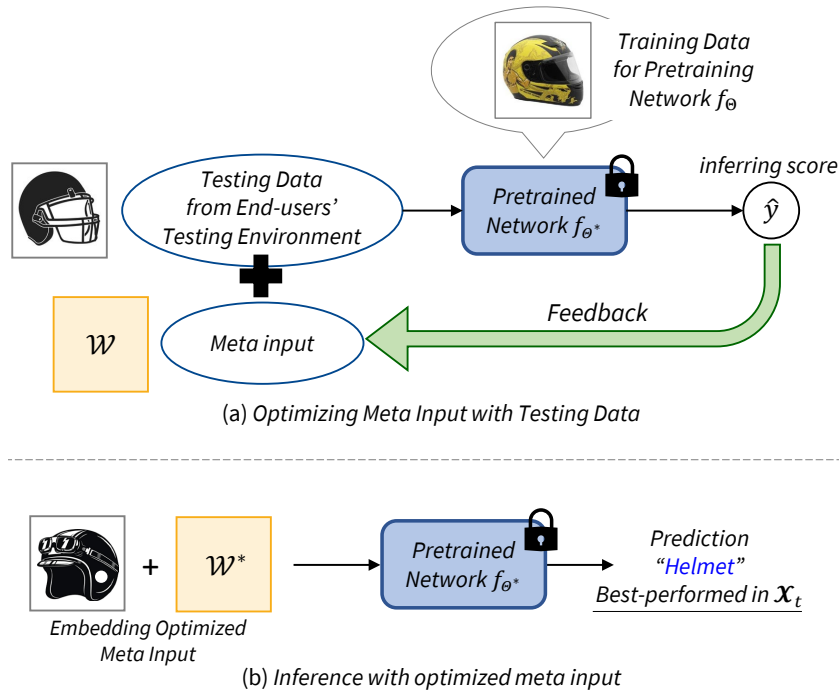 Training Data
for Pretraining
Network f_Θ
inferring score
Testing Data
from End-users'
Testing Environment
Pretrained
Network f_Θ*
ŷ
Feedback
𝒲
Meta input
(a) Optimizing Meta Input with Testing Data
+
𝒲*
Pretrained
Network f_Θ*
Prediction
“Helmet”
Best-performed in 𝒳_t
Embedding Optimized
Meta Input
(b) Inference with optimized meta input